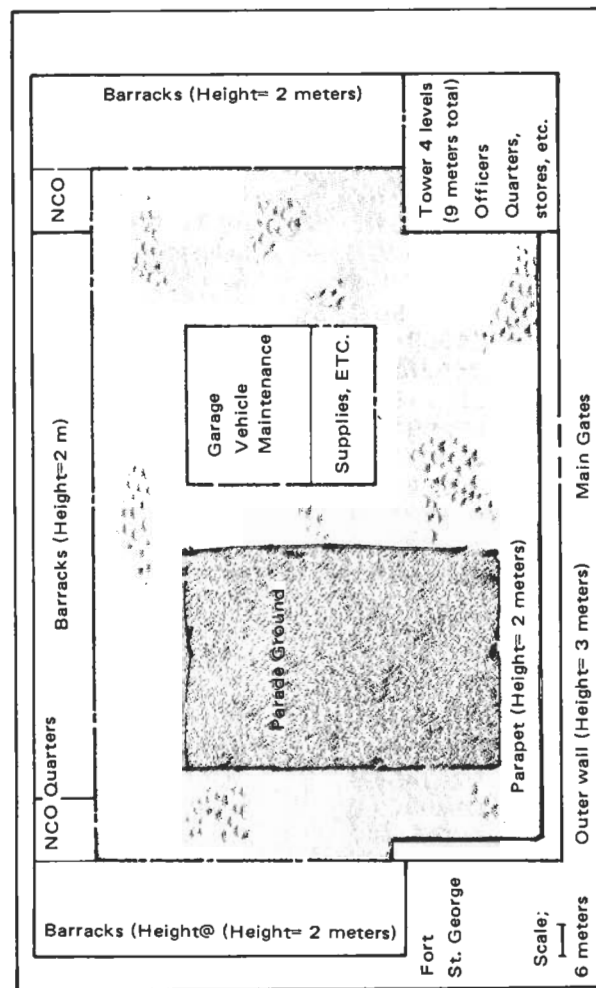 Barracks (Height= 2 meters)
NCO
Tower 4 levels
(9 meters total)
Officers
Quarters,
stores, etc.
Barracks (Height=2 m)
Garage
Vehicle
Maintenance
Supplies, ETC.
Parade Ground
NCO Quarters
Parapet (Height= 2 meters)
Outer wall (Height= 3 meters)
Main Gates
Barracks (Height@ (Height= 2 meters)
Fort
St. George
Scale;
6 meters